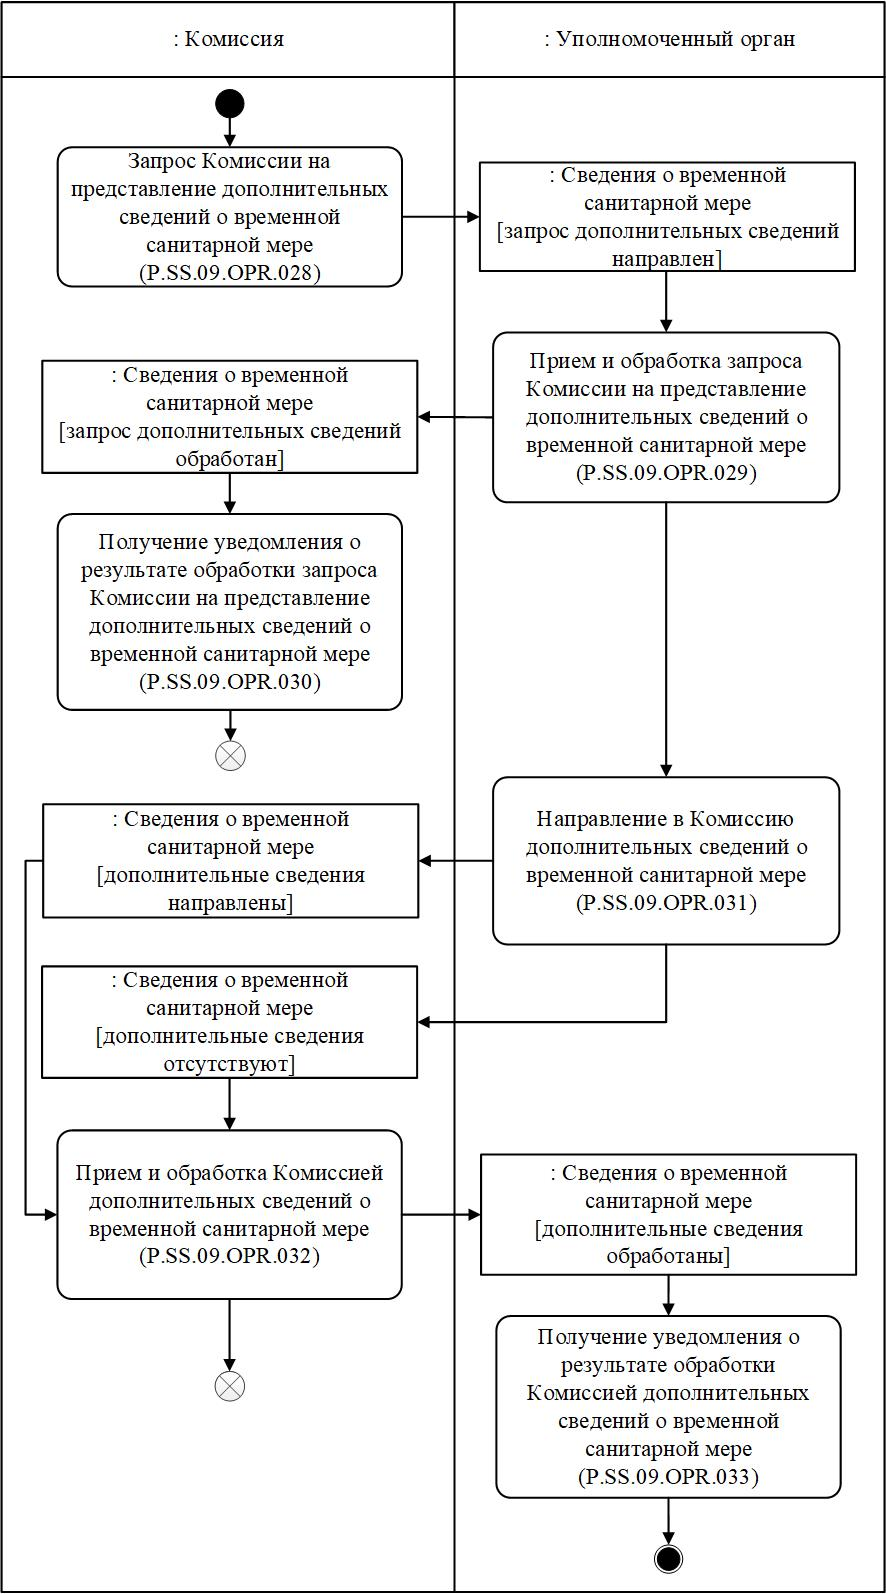 : Комиссия
: Уполномоченный орган
Запрос Комиссии на
представление дополнительных
сведений о временной
санитарной мере
(P.SS.09.OPR.028)
: Сведения о временной
санитарной мере
[запрос дополнительных сведений
направлен]
Прием и обработка запроса
Комиссии на представление
дополнительных сведений о
временной санитарной мере
(P.SS.09.OPR.029)
: Сведения о временной
санитарной мере
[запрос дополнительных сведений
обработан]
Получение уведомления о
результате обработки запроса
Комиссии на представление
дополнительных сведений о
временной санитарной мере
(P.SS.09.OPR.030)
Направление в Комиссию
дополнительных сведений о
временной санитарной мере
(P.SS.09.OPR.031)
: Сведения о временной
санитарной мере
[дополнительные сведения
направлены]
: Сведения о временной
санитарной мере
[дополнительные сведения
отсутствуют]
Прием и обработка Комиссией
дополнительных сведений о
временной санитарной мере
(P.SS.09.OPR.032)
: Сведения о временной
санитарной мере
[дополнительные сведения
обработаны]
Получение уведомления о
результате обработки
Комиссией дополнительных
сведений о временной
санитарной мере
(P.SS.09.OPR.033)